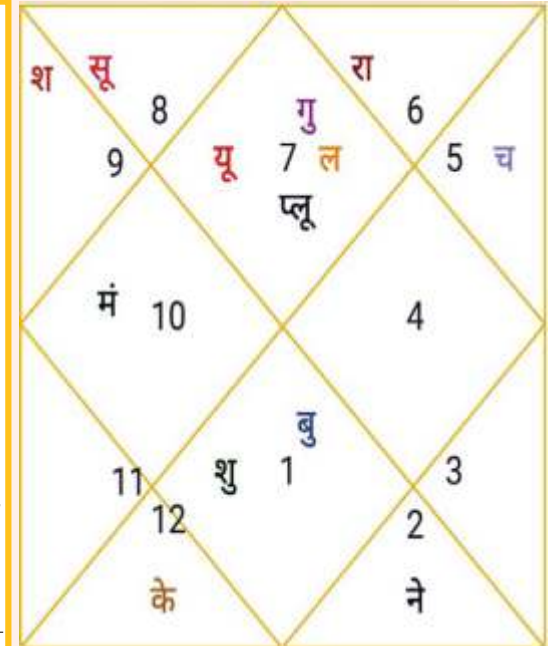 श सू रा
8 गु 6
9 यू 7 ल 5 च
प्लू
मं 10 4
बु
11 शु 1 3
12 2
के ने